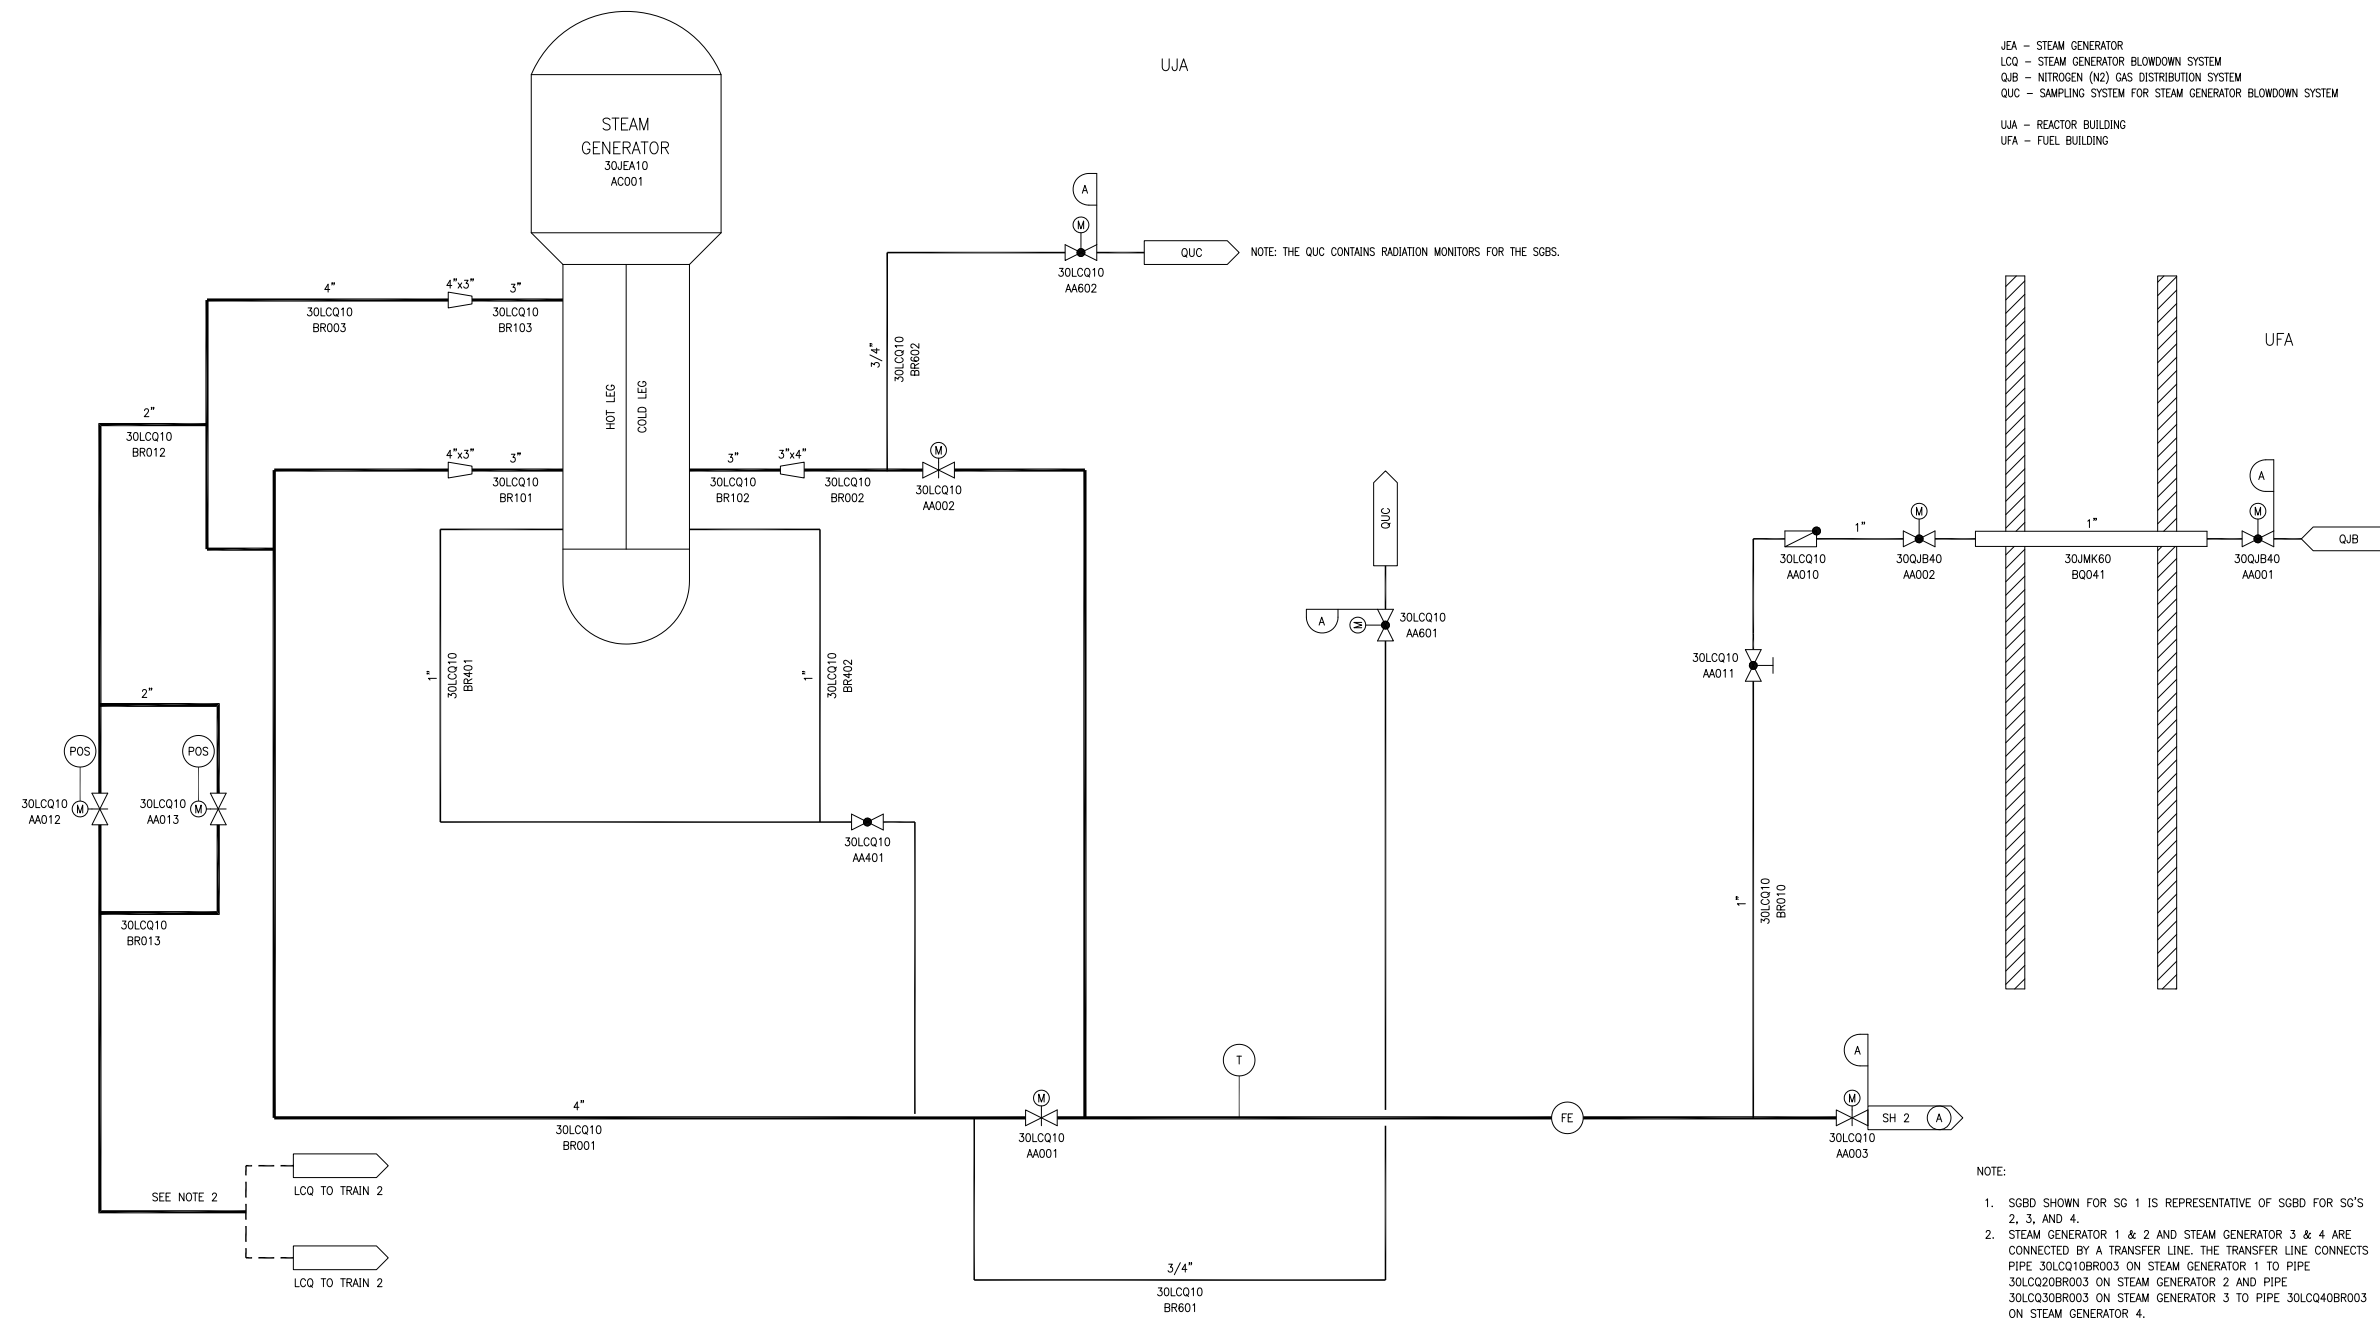 UJA
JEA – STEAM GENERATOR
LCQ – STEAM GENERATOR BLOWDOWN SYSTEM
QJB – NITROGEN (N2) GAS DISTRIBUTION SYSTEM
QUC – SAMPLING SYSTEM FOR STEAM GENERATOR BLOWDOWN SYSTEM
UJA – REACTOR BUILDING
UFA – FUEL BUILDING
STEAM
GENERATOR
30JEA10
AC001
A
M
QUC
NOTE: THE QUC CONTAINS RADIATION MONITORS FOR THE SGBS.
30LCQ10
AA602
4"
30LCQ10
BR003
4"x3"
3"
30LCQ10
BR103
3/4"
30LCQ10
BR602
UFA
HOT LEG
COLD LEG
2"
30LCQ10
BR012
4"x3"
3"
30LCQ10
BR101
3"
30LCQ10
BR102
3"x4"
30LCQ10
BR002
M
30LCQ10
AA002
QUC
A
M
30LCQ10
AA601
30LCQ10
AA010
1"
M
30QJB40
AA002
1"
30JMK60
BQ041
A
M
30QJB40
AA001
QJB
1"
30LCQ10
BR401
1"
30LCQ10
BR402
30LCQ10
AA011
2"
POS
M
30LCQ10
AA012
POS
M
30LCQ10
AA013
30LCQ10
AA401
30LCQ10
BR013
1"
30LCQ10
BR010
T
FE
A
M
SH 2
A
30LCQ10
AA003
4"
30LCQ10
BR001
M
30LCQ10
AA001
SEE NOTE 2
LCQ TO TRAIN 2
LCQ TO TRAIN 2
3/4"
30LCQ10
BR601
NOTE:
1. SGBD SHOWN FOR SG 1 IS REPRESENTATIVE OF SGBD FOR SG'S
2, 3, AND 4.
2. STEAM GENERATOR 1 & 2 AND STEAM GENERATOR 3 & 4 ARE
CONNECTED BY A TRANSFER LINE. THE TRANSFER LINE CONNECTS
PIPE 30LCQ10BR003 ON STEAM GENERATOR 1 TO PIPE
30LCQ20BR003 ON STEAM GENERATOR 2 AND PIPE
30LCQ30BR003 ON STEAM GENERATOR 3 TO PIPE 30LCQ40BR003
ON STEAM GENERATOR 4.